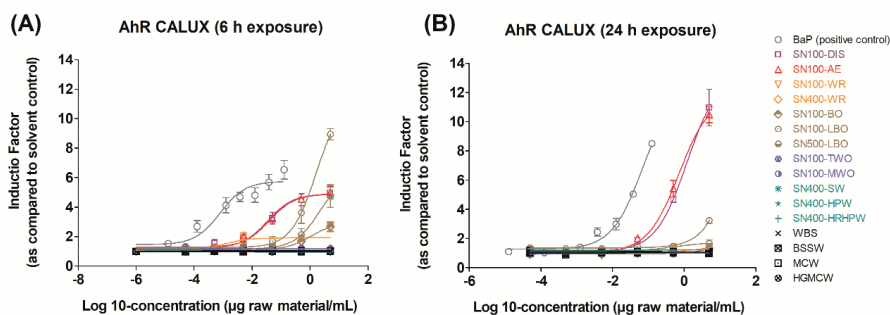 (A)
AhR CALUX (6 h exposure)
Inductio Factor
(as compared to solvent control)
14
12
10
8
6
4
2
0
-8
-6
-4
-2
0
2
Log 10-concentration (µg raw material/mL)
(B)
AhR CALUX (24 h exposure)
Inductio Factor
(as compared to solvent control)
14
12
10
8
6
4
2
0
-6
-4
-2
0
2
Log 10-concentration (µg raw material/mL)
BaP (positive control)
SN100-DIS
SN100-AE
SN100-WR
SN400-WR
SN100-BO
SN100-LBO
SN500-LBO
SN100-TWO
SN100-MWO
SN400-SW
SN400-HPW
SN400-HRHPW
WBS
BSSW
MCW
HGMCW